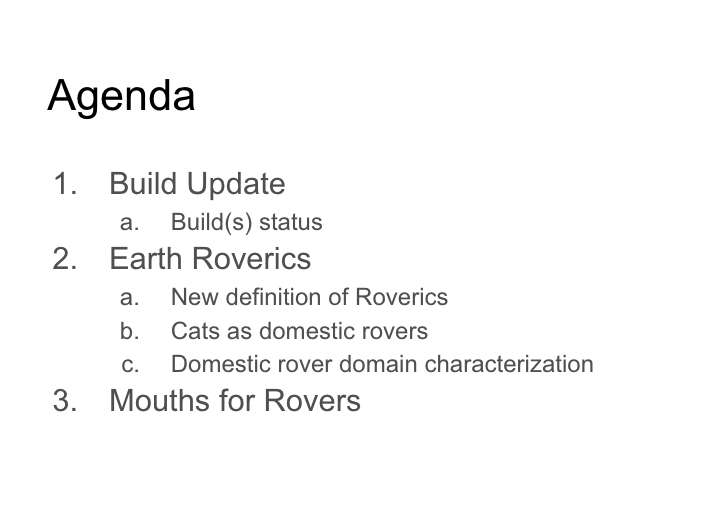 Agenda
1. Build Update
a. Build(s) status
2. Earth Roverics
a. New definition of Roverics
b. Cats as domestic rovers
c. Domestic rover domain characterization
3. Mouths for Rovers